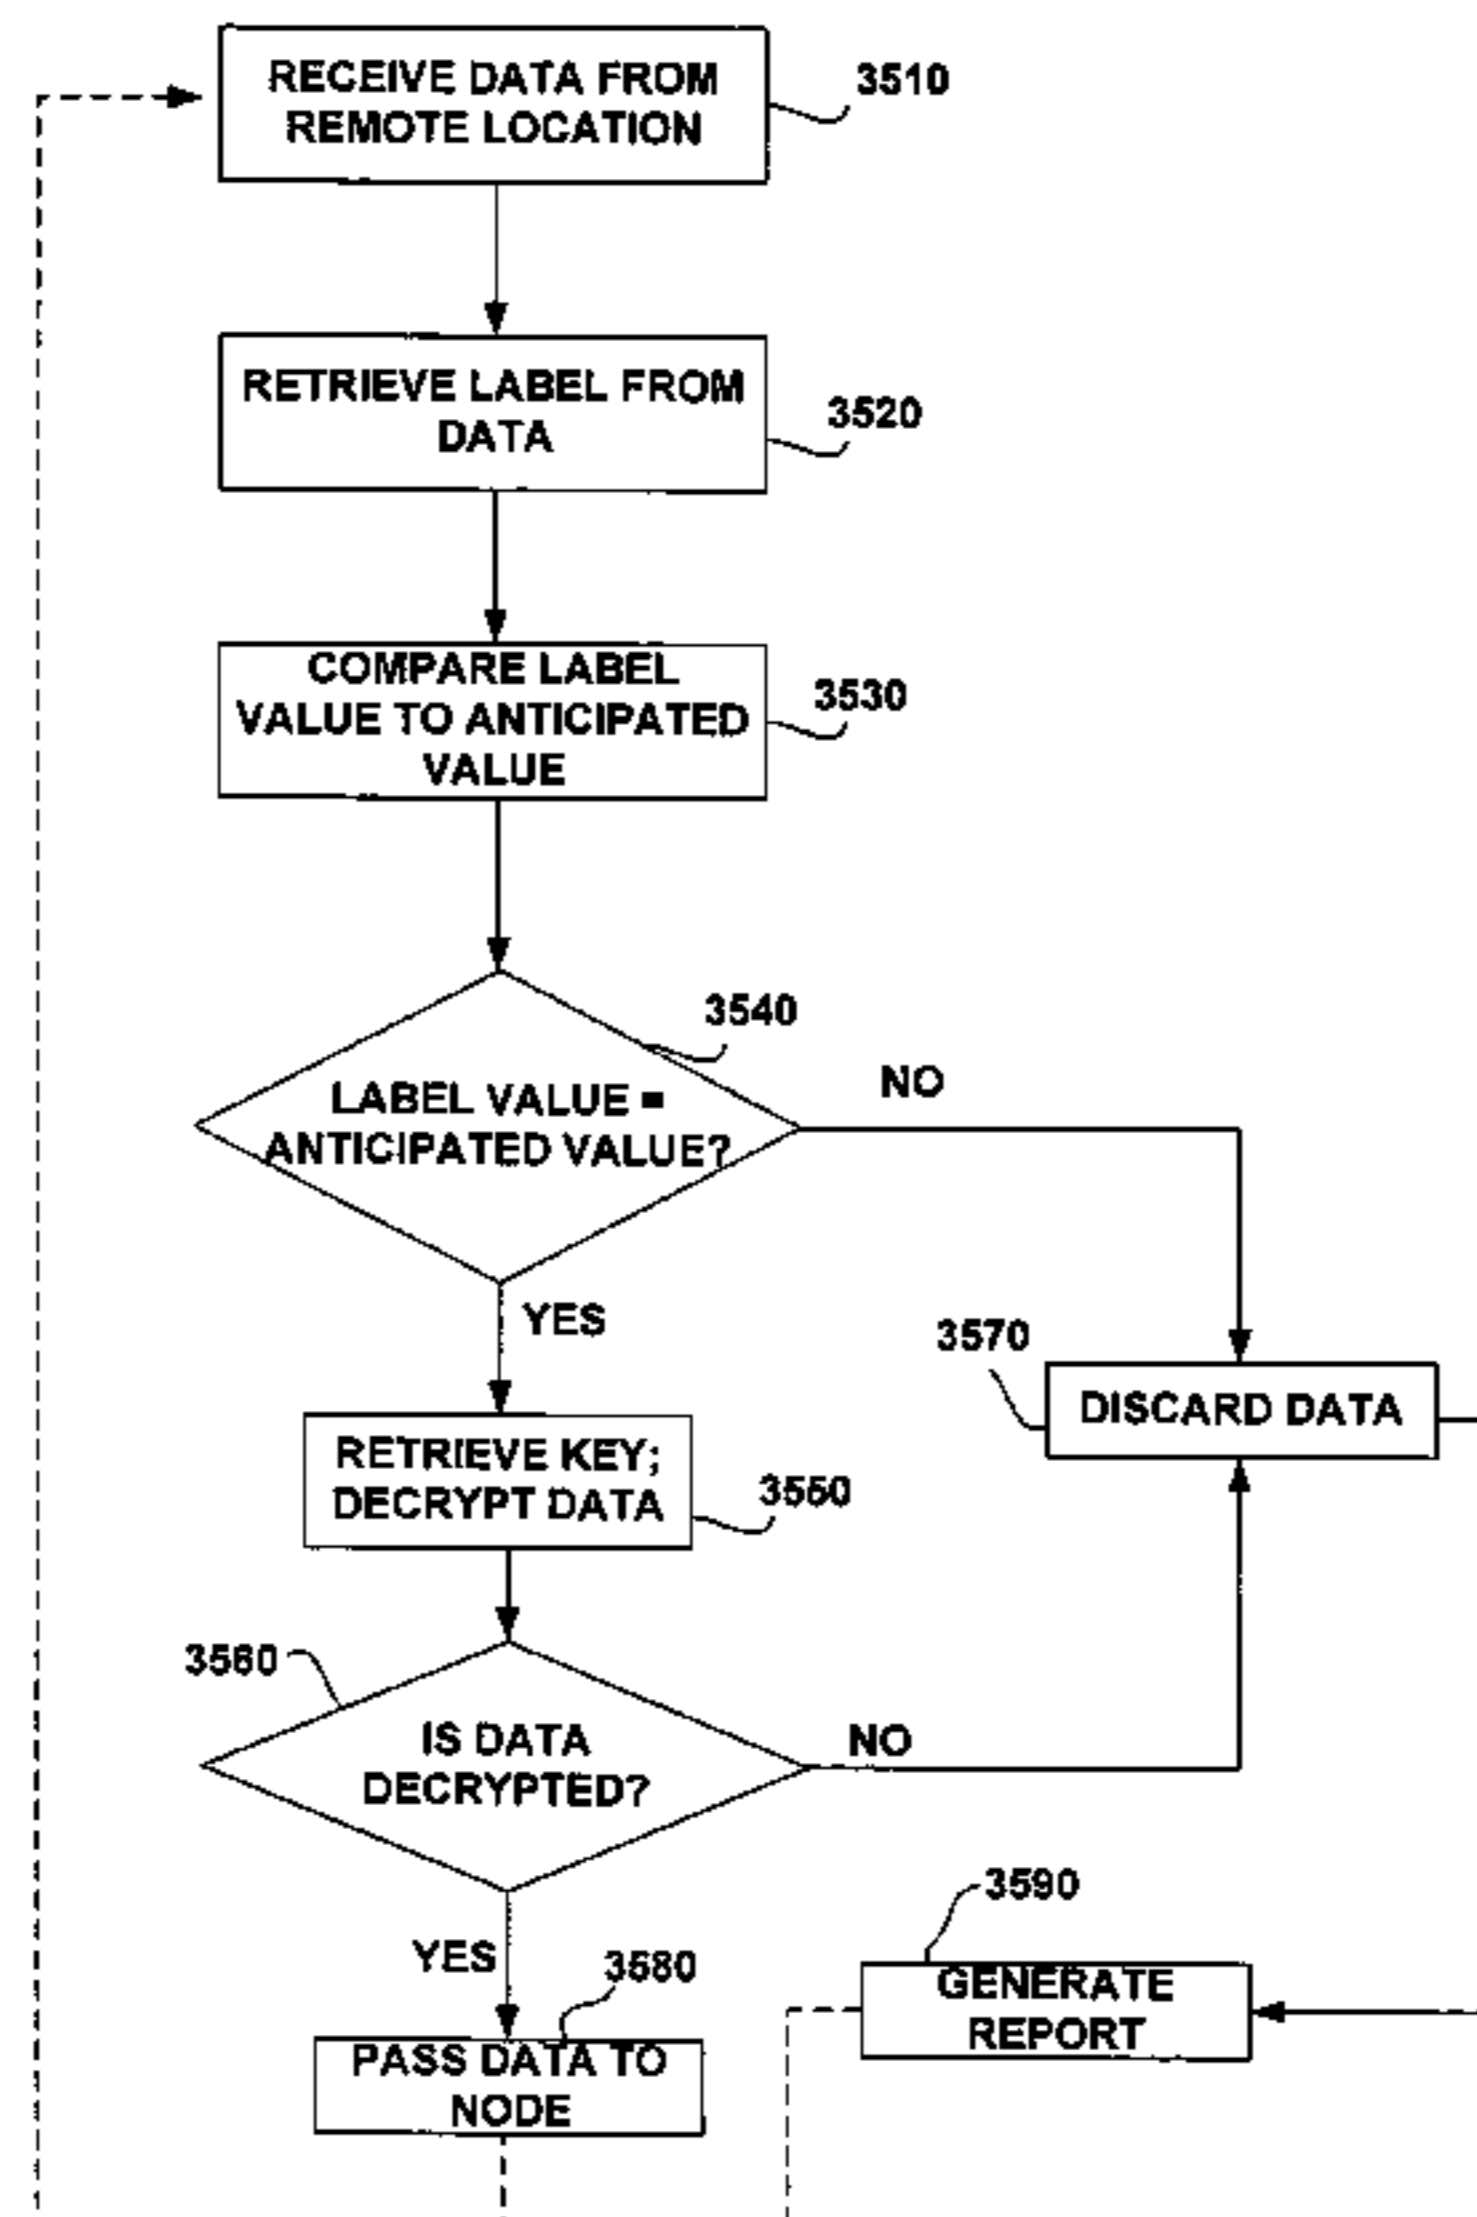 RECEIVE DATA FROM
REMOTE LOCATION
3510
RETRIEVE LABEL FROM
DATA
3520
COMPARE LABEL
VALUE TO ANTICIPATED
VALUE
3530
3540
LABEL VALUE =
ANTICIPATED VALUE?
NO
YES
3570
DISCARD DATA
RETRIEVE KEY;
DECRYPT DATA
3550
3560
IS DATA
DECRYPTED?
NO
3590
YES
3580
GENERATE
REPORT
PASS DATA TO
NODE